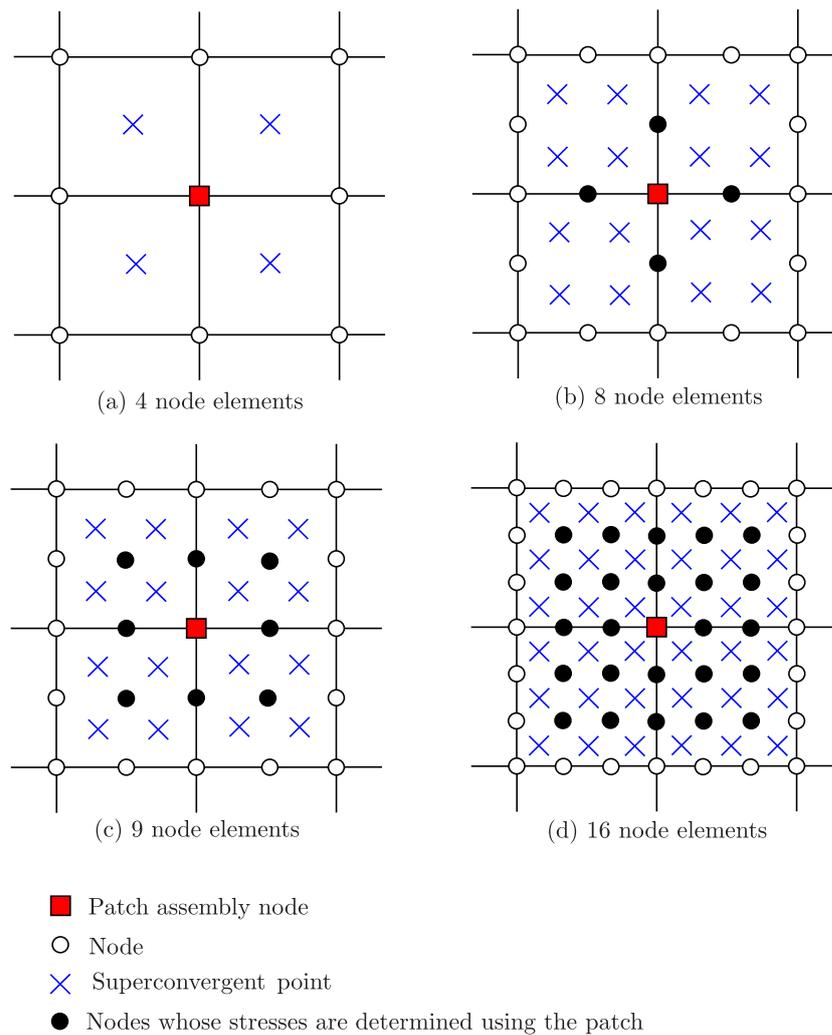 (a) 4 node elements
(b) 8 node elements
(c) 9 node elements
(d) 16 node elements
Patch assembly node
Node
Superconvergent point
Nodes whose stresses are determined using the patch